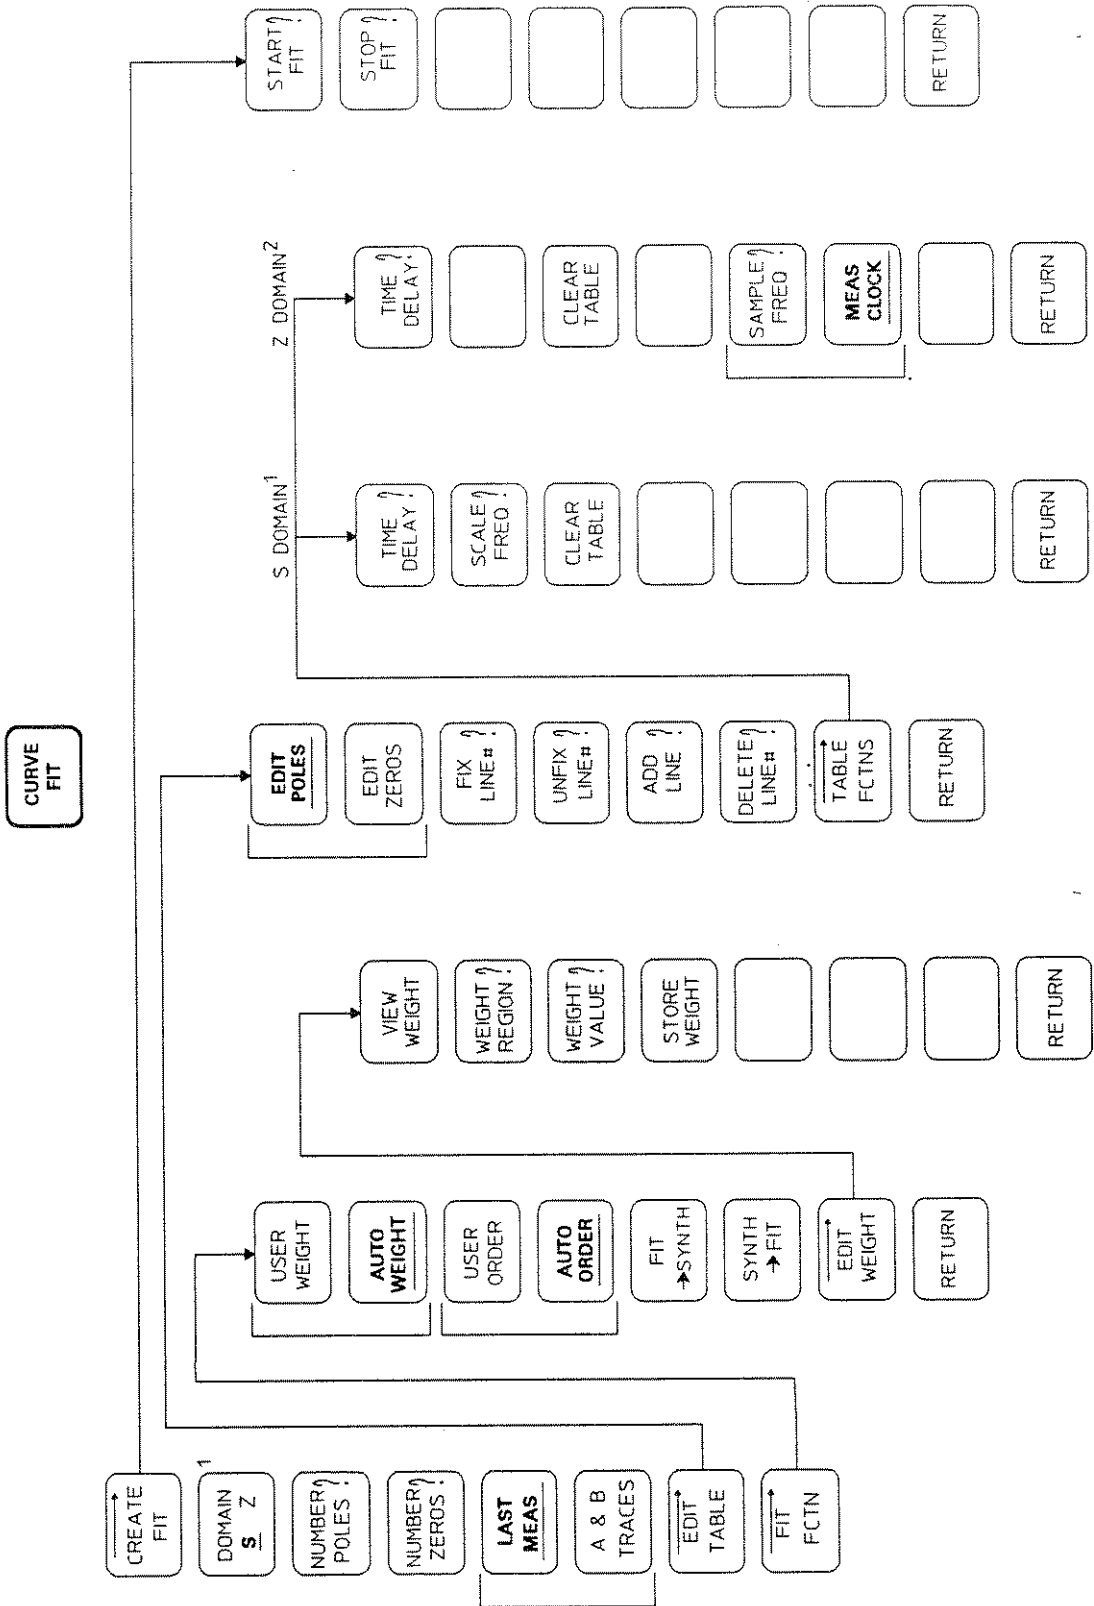 CURVE
FIT
CREATE
FIT
DOMAIN
S Z
1
NUMBER ?
POLES ?
NUMBER ?
ZEROS ?
LAST
MEAS
A & B
TRACES
EDIT
TABLE
FIT
FCTN
USER
WEIGHT
AUTO
WEIGHT
USER
ORDER
AUTO
ORDER
FIT
→SYNTH
SYNTH
→FIT
EDIT
WEIGHT
RETURN
VIEW
WEIGHT
WEIGHT ?
REGION
WEIGHT ?
VALUE
STORE
WEIGHT
RETURN
EDIT
POLES
EDIT
ZEROS
FIX ?
LINE#
UNFIX ?
LINE#
ADD ?
LINE
DELETE ?
LINE#
TABLE
FCTNS
RETURN
S DOMAIN¹
TIME ?
DELAY
SCALE ?
FREQ
CLEAR
TABLE
RETURN
Z DOMAIN²
TIME ?
DELAY
CLEAR
TABLE
SAMPLE ?
FREQ
MEAS
CLOCK
RETURN
START ?
FIT
STOP ?
FIT
RETURN